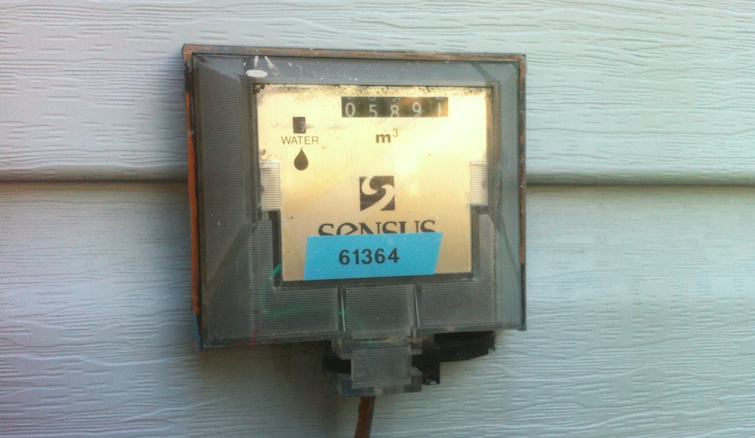 05891
m³
WATER
SENSUS
61364